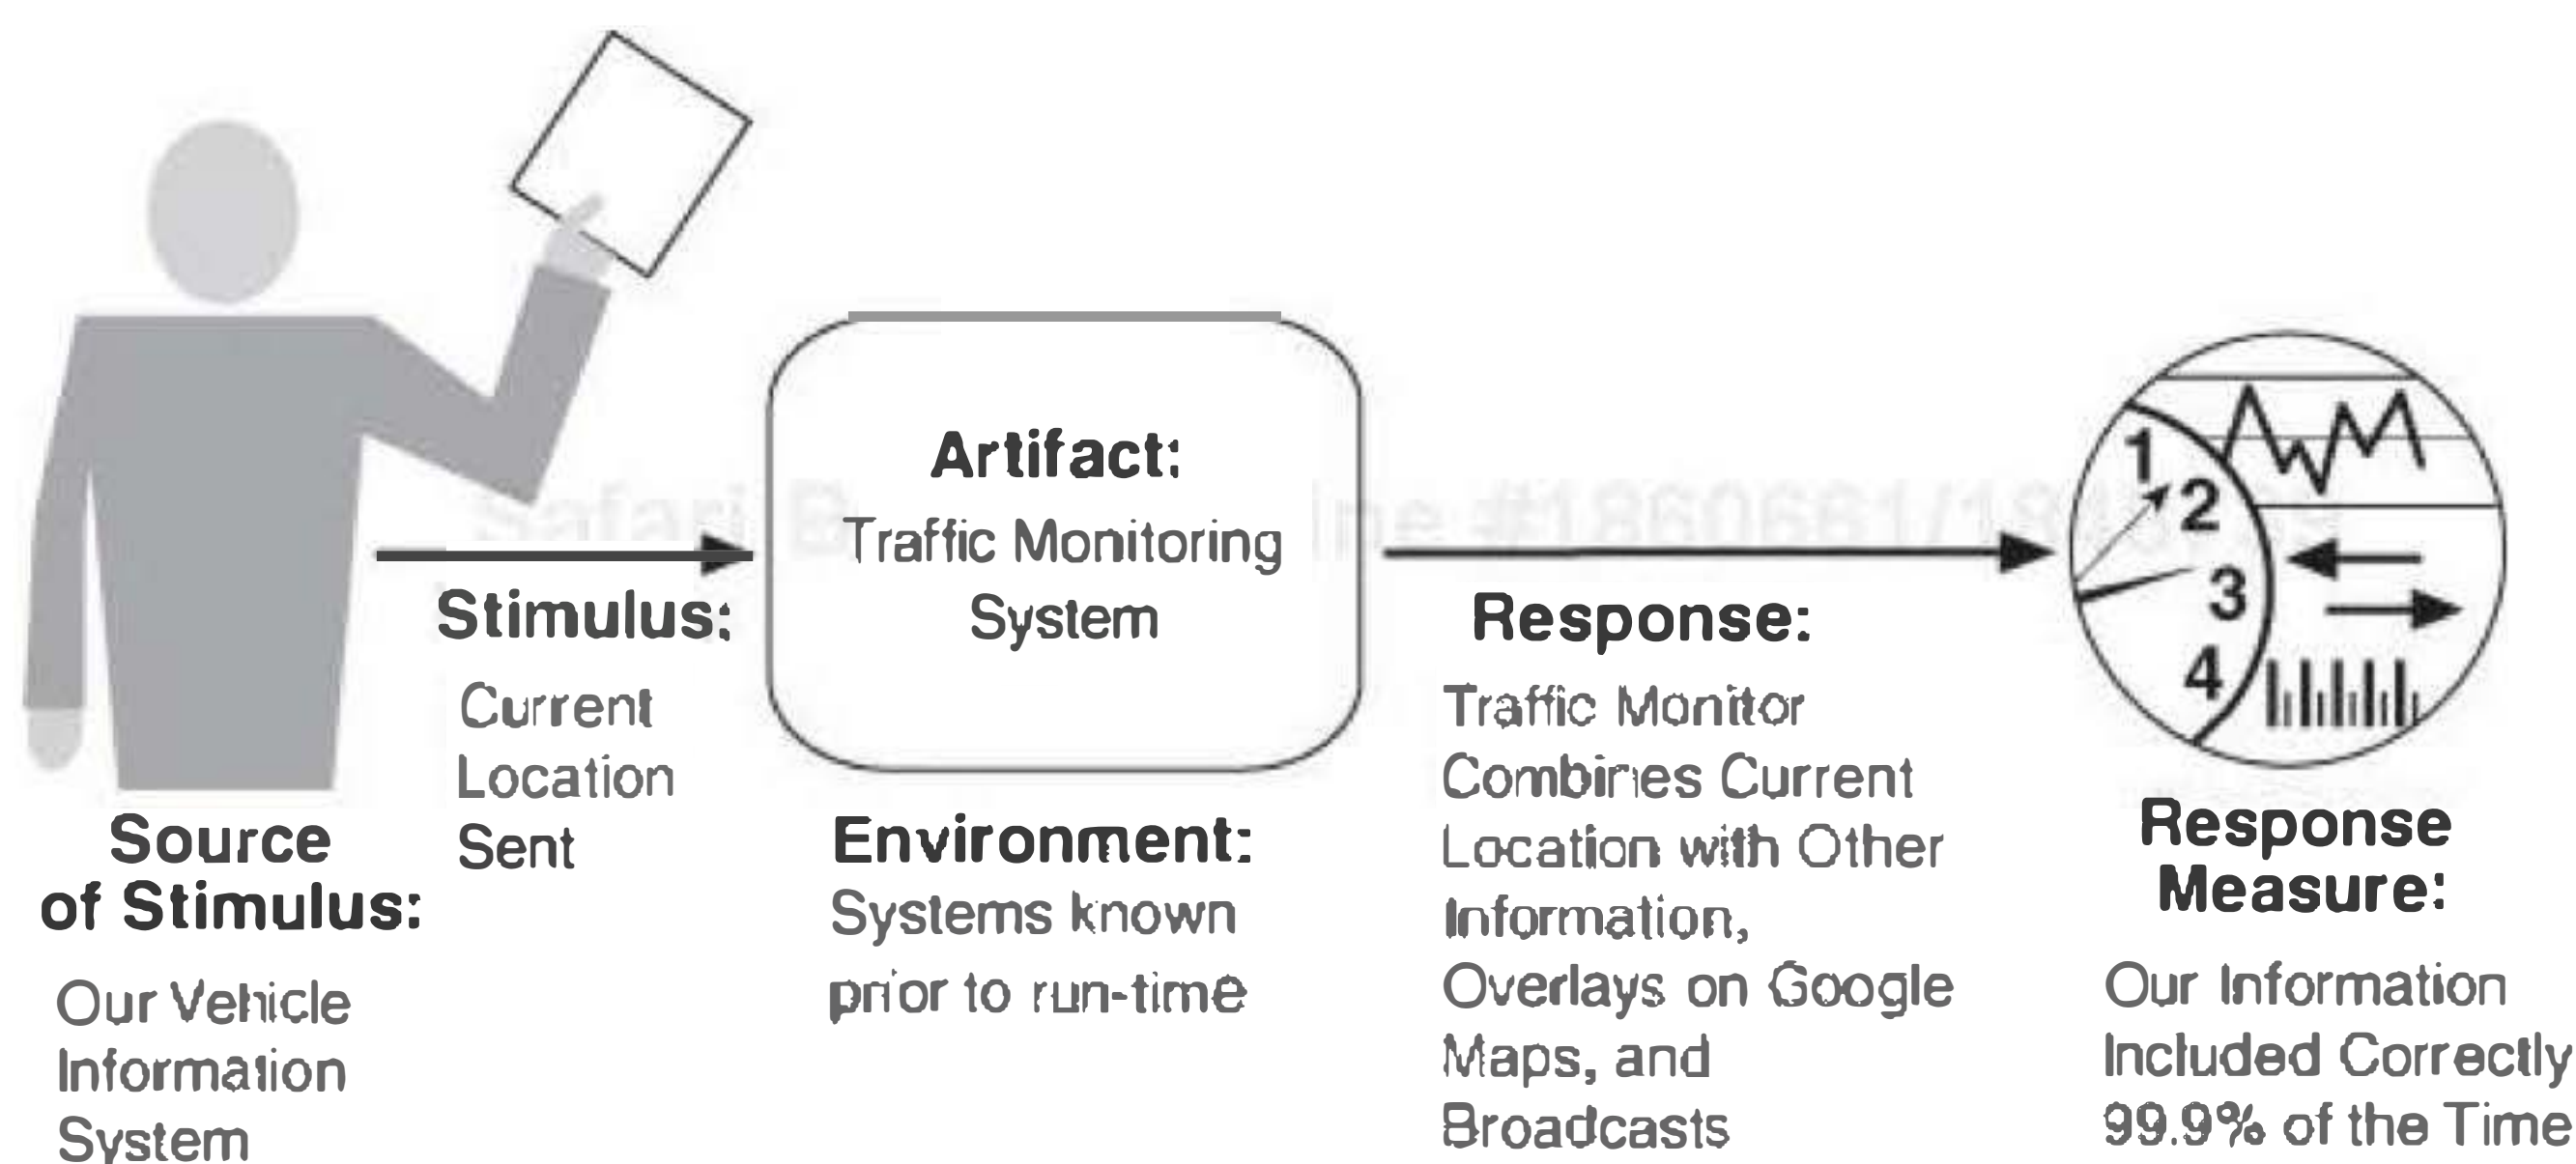 Source
of Stimulus:
Our Vehicle
Information
System
Stimulus:
Current
Location
Sent
Artifact:
Traffic Monitoring
System
Environment:
Systems known
prior to run-time
Response:
Traffic Monitor
Combines Current
Location with Other
Information,
Overlays on Google
Maps, and
Broadcasts
1
2
3
4
Response
Measure:
Our Information
Included Correctly
99.9% of the Time
Safari